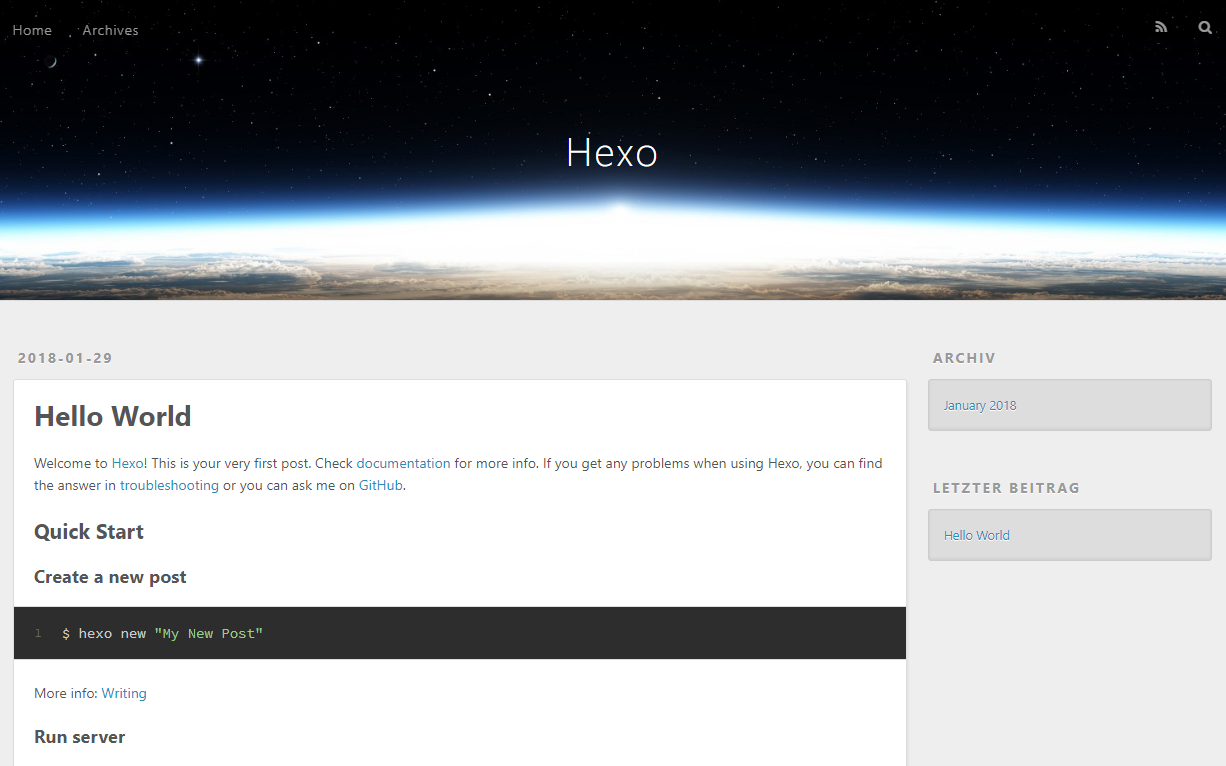 Home Archives
Hexo
2018-01-29
Hello World
Welcome to Hexo! This is your very first post. Check documentation for more info. If you get any problems when using Hexo, you can find
the answer in troubleshooting or you can ask me on GitHub.
Quick Start
Create a new post
1 $ hexo new "My New Post"
More info: Writing
Run server
ARCHIV
January 2018
LETZTER BEITRAG
Hello World